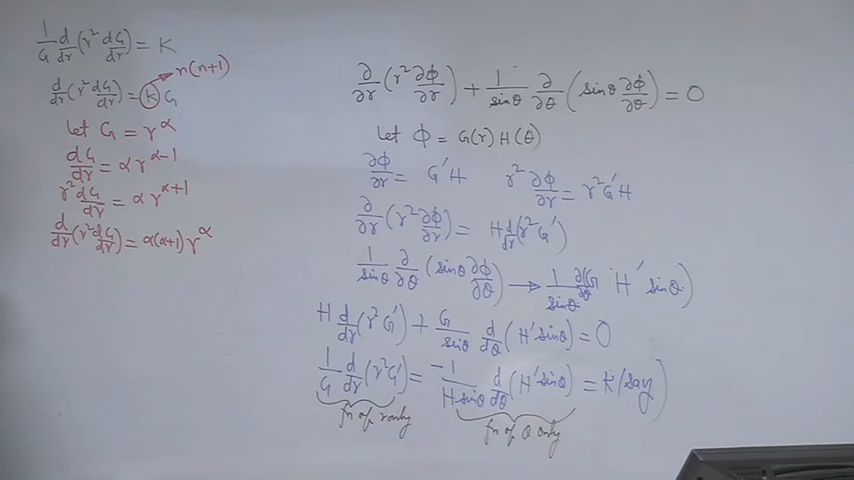 1/G d/dr(r² dG/dr) = K
d/dr(r² dG/dr) = K G
n(n+1)
Let G = r^α
dG/dr = α r^(α-1)
r² dG/dr = α r^(α+1)
d/dr(r² dG/dr) = α(α+1) r^α
∂/∂r(r² ∂Φ/∂r) + 1/sinθ ∂/∂θ(sinθ ∂Φ/∂θ) = 0
Let Φ = G(r) H(θ)
∂Φ/∂r = G'H r² ∂Φ/∂r = r²G'H
∂/∂r(r² ∂Φ/∂r) = H d/dr(r² G')
1/sinθ ∂/∂θ(sinθ ∂Φ/∂θ) → 1/sinθ ∂/∂θ(G H' sinθ)
H d/dr(r² G') + G/sinθ d/dθ(H' sinθ) = 0
1/G d/dr(r²G') = -1/(H sinθ) d/dθ(H' sinθ) = K (say)
fn of r only fn of θ only